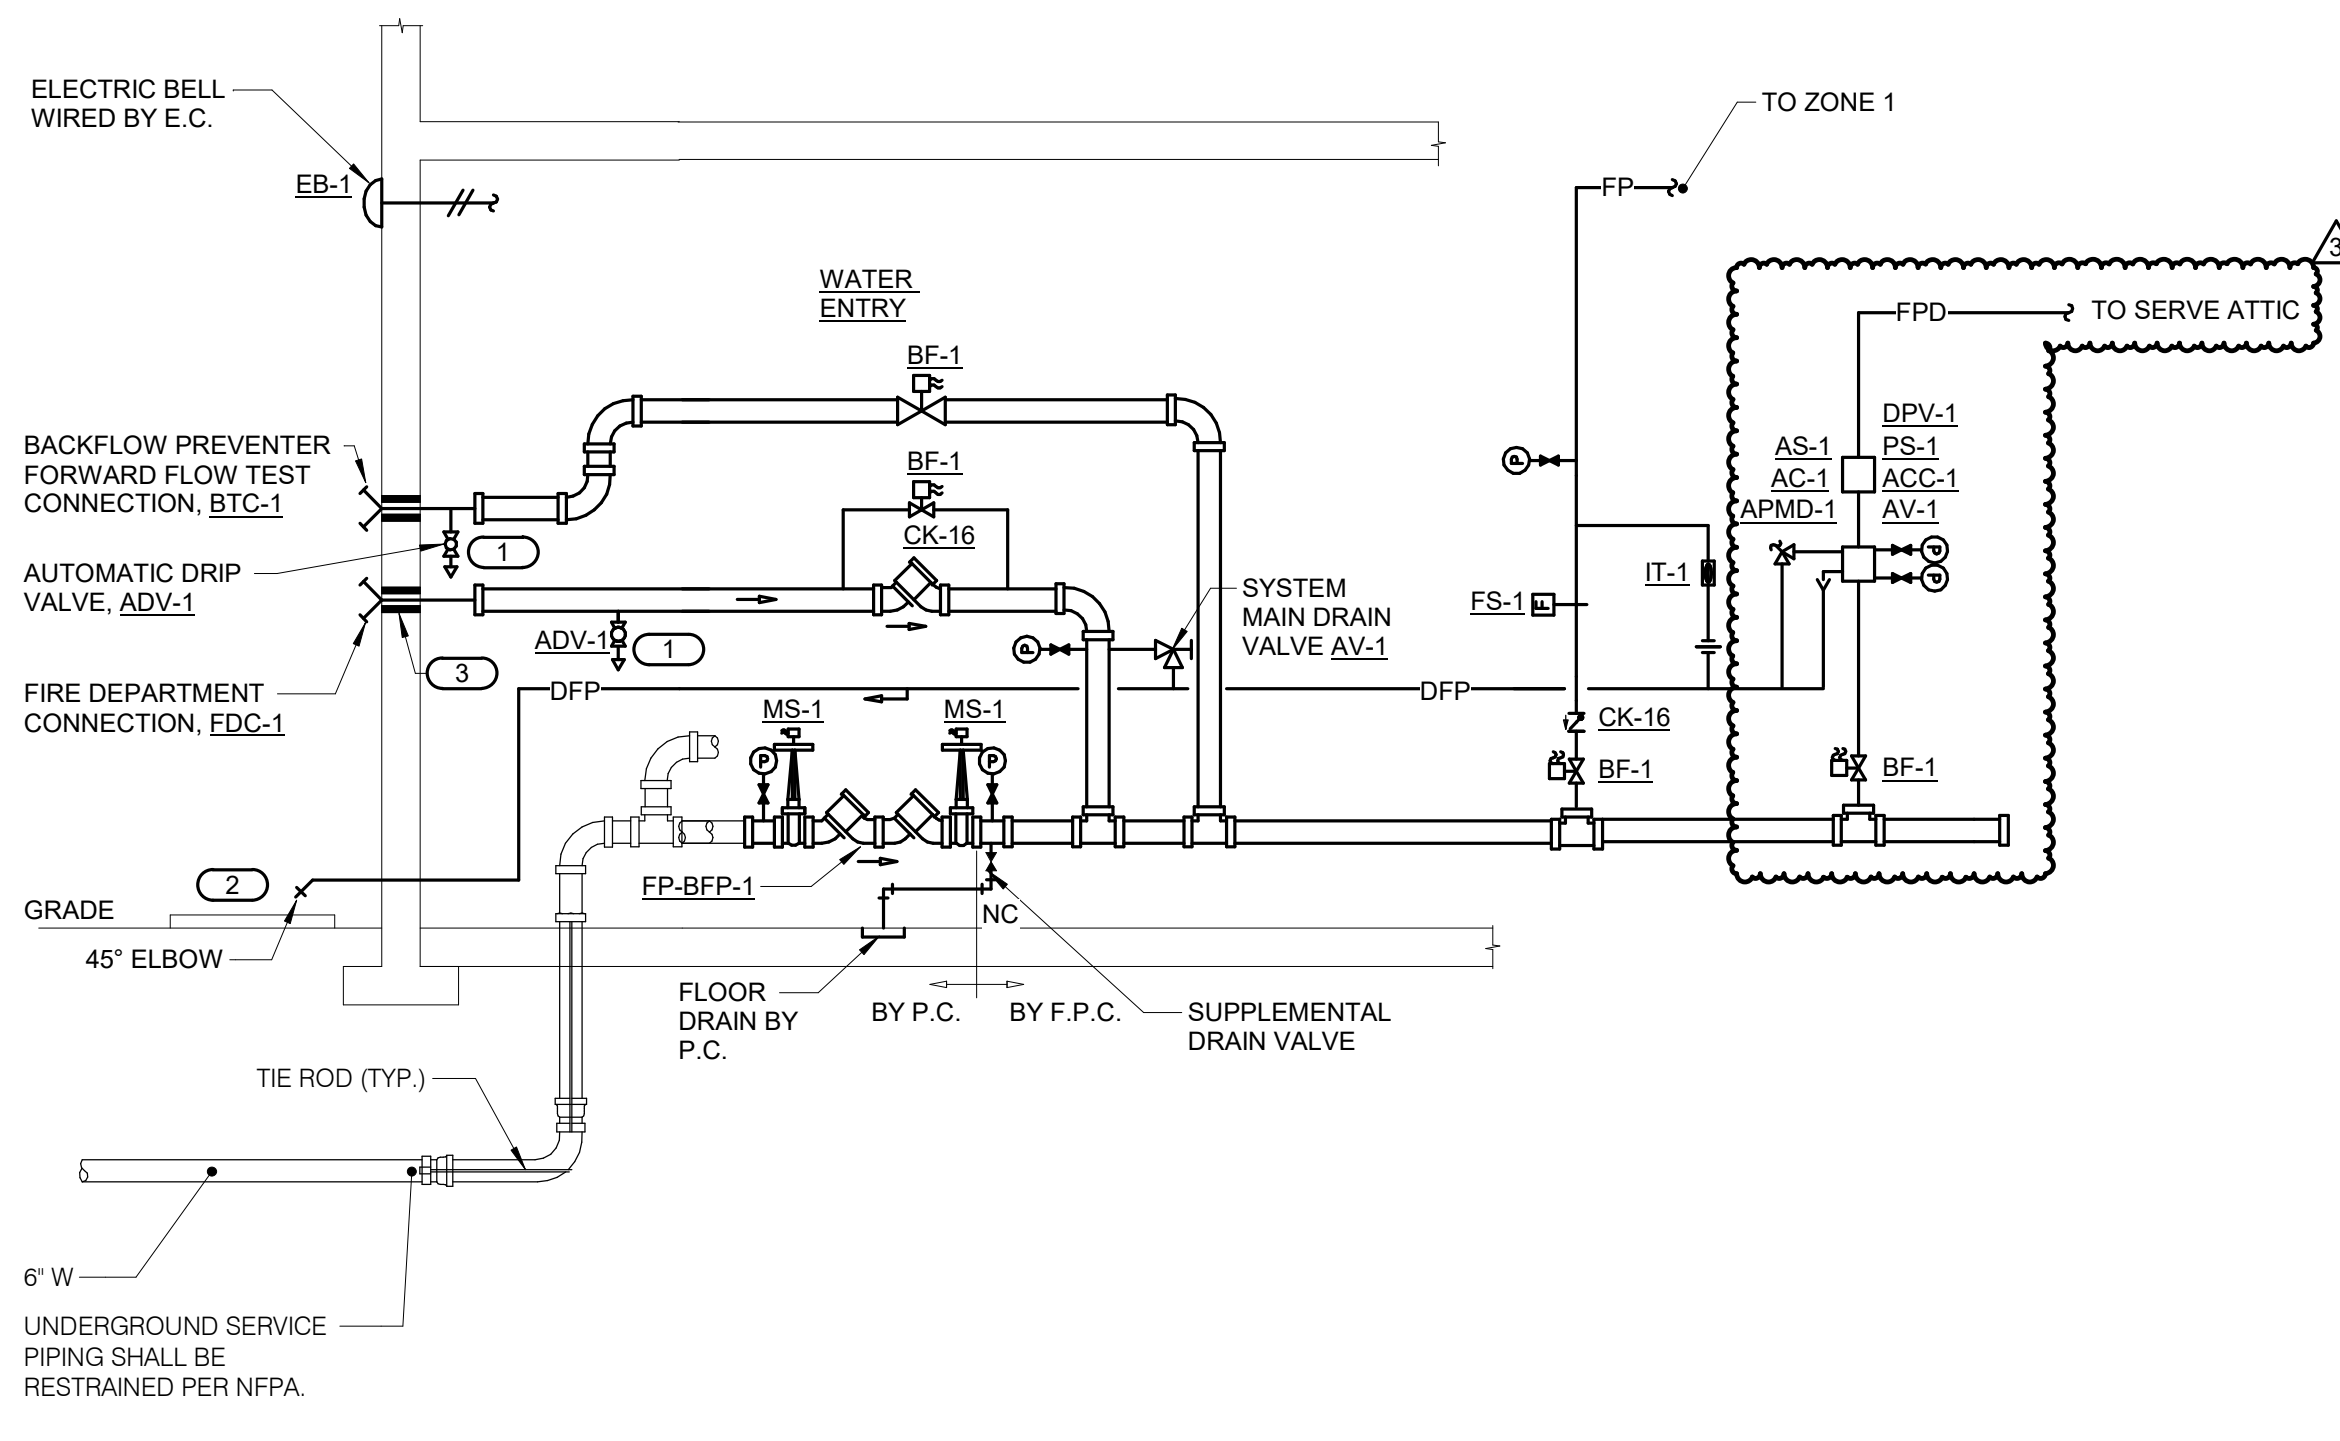 ELECTRIC BELL
WIRED BY E.C.
EB-1
TO ZONE 1
FP
3
WATER
ENTRY
FPD
TO SERVE ATTIC
BF-1
BACKFLOW PREVENTER
FORWARD FLOW TEST
CONNECTION, BTC-1
BF-1
CK-16
1
P
DPV-1
AS-1
PS-1
AC-1
ACC-1
APMD-1
AV-1
P
P
AUTOMATIC DRIP
VALVE, ADV-1
IT-1
FS-1
F
SYSTEM
MAIN DRAIN
VALVE AV-1
ADV-1
1
P
3
FIRE DEPARTMENT
CONNECTION, FDC-1
DFP
DFP
MS-1
MS-1
CK-16
P
P
BF-1
BF-1
2
FP-BFP-1
GRADE
NC
45° ELBOW
FLOOR
DRAIN BY
P.C.
BY P.C.
BY F.P.C.
SUPPLEMENTAL
DRAIN VALVE
TIE ROD (TYP.)
6" W
UNDERGROUND SERVICE
PIPING SHALL BE
RESTRAINED PER NFPA.